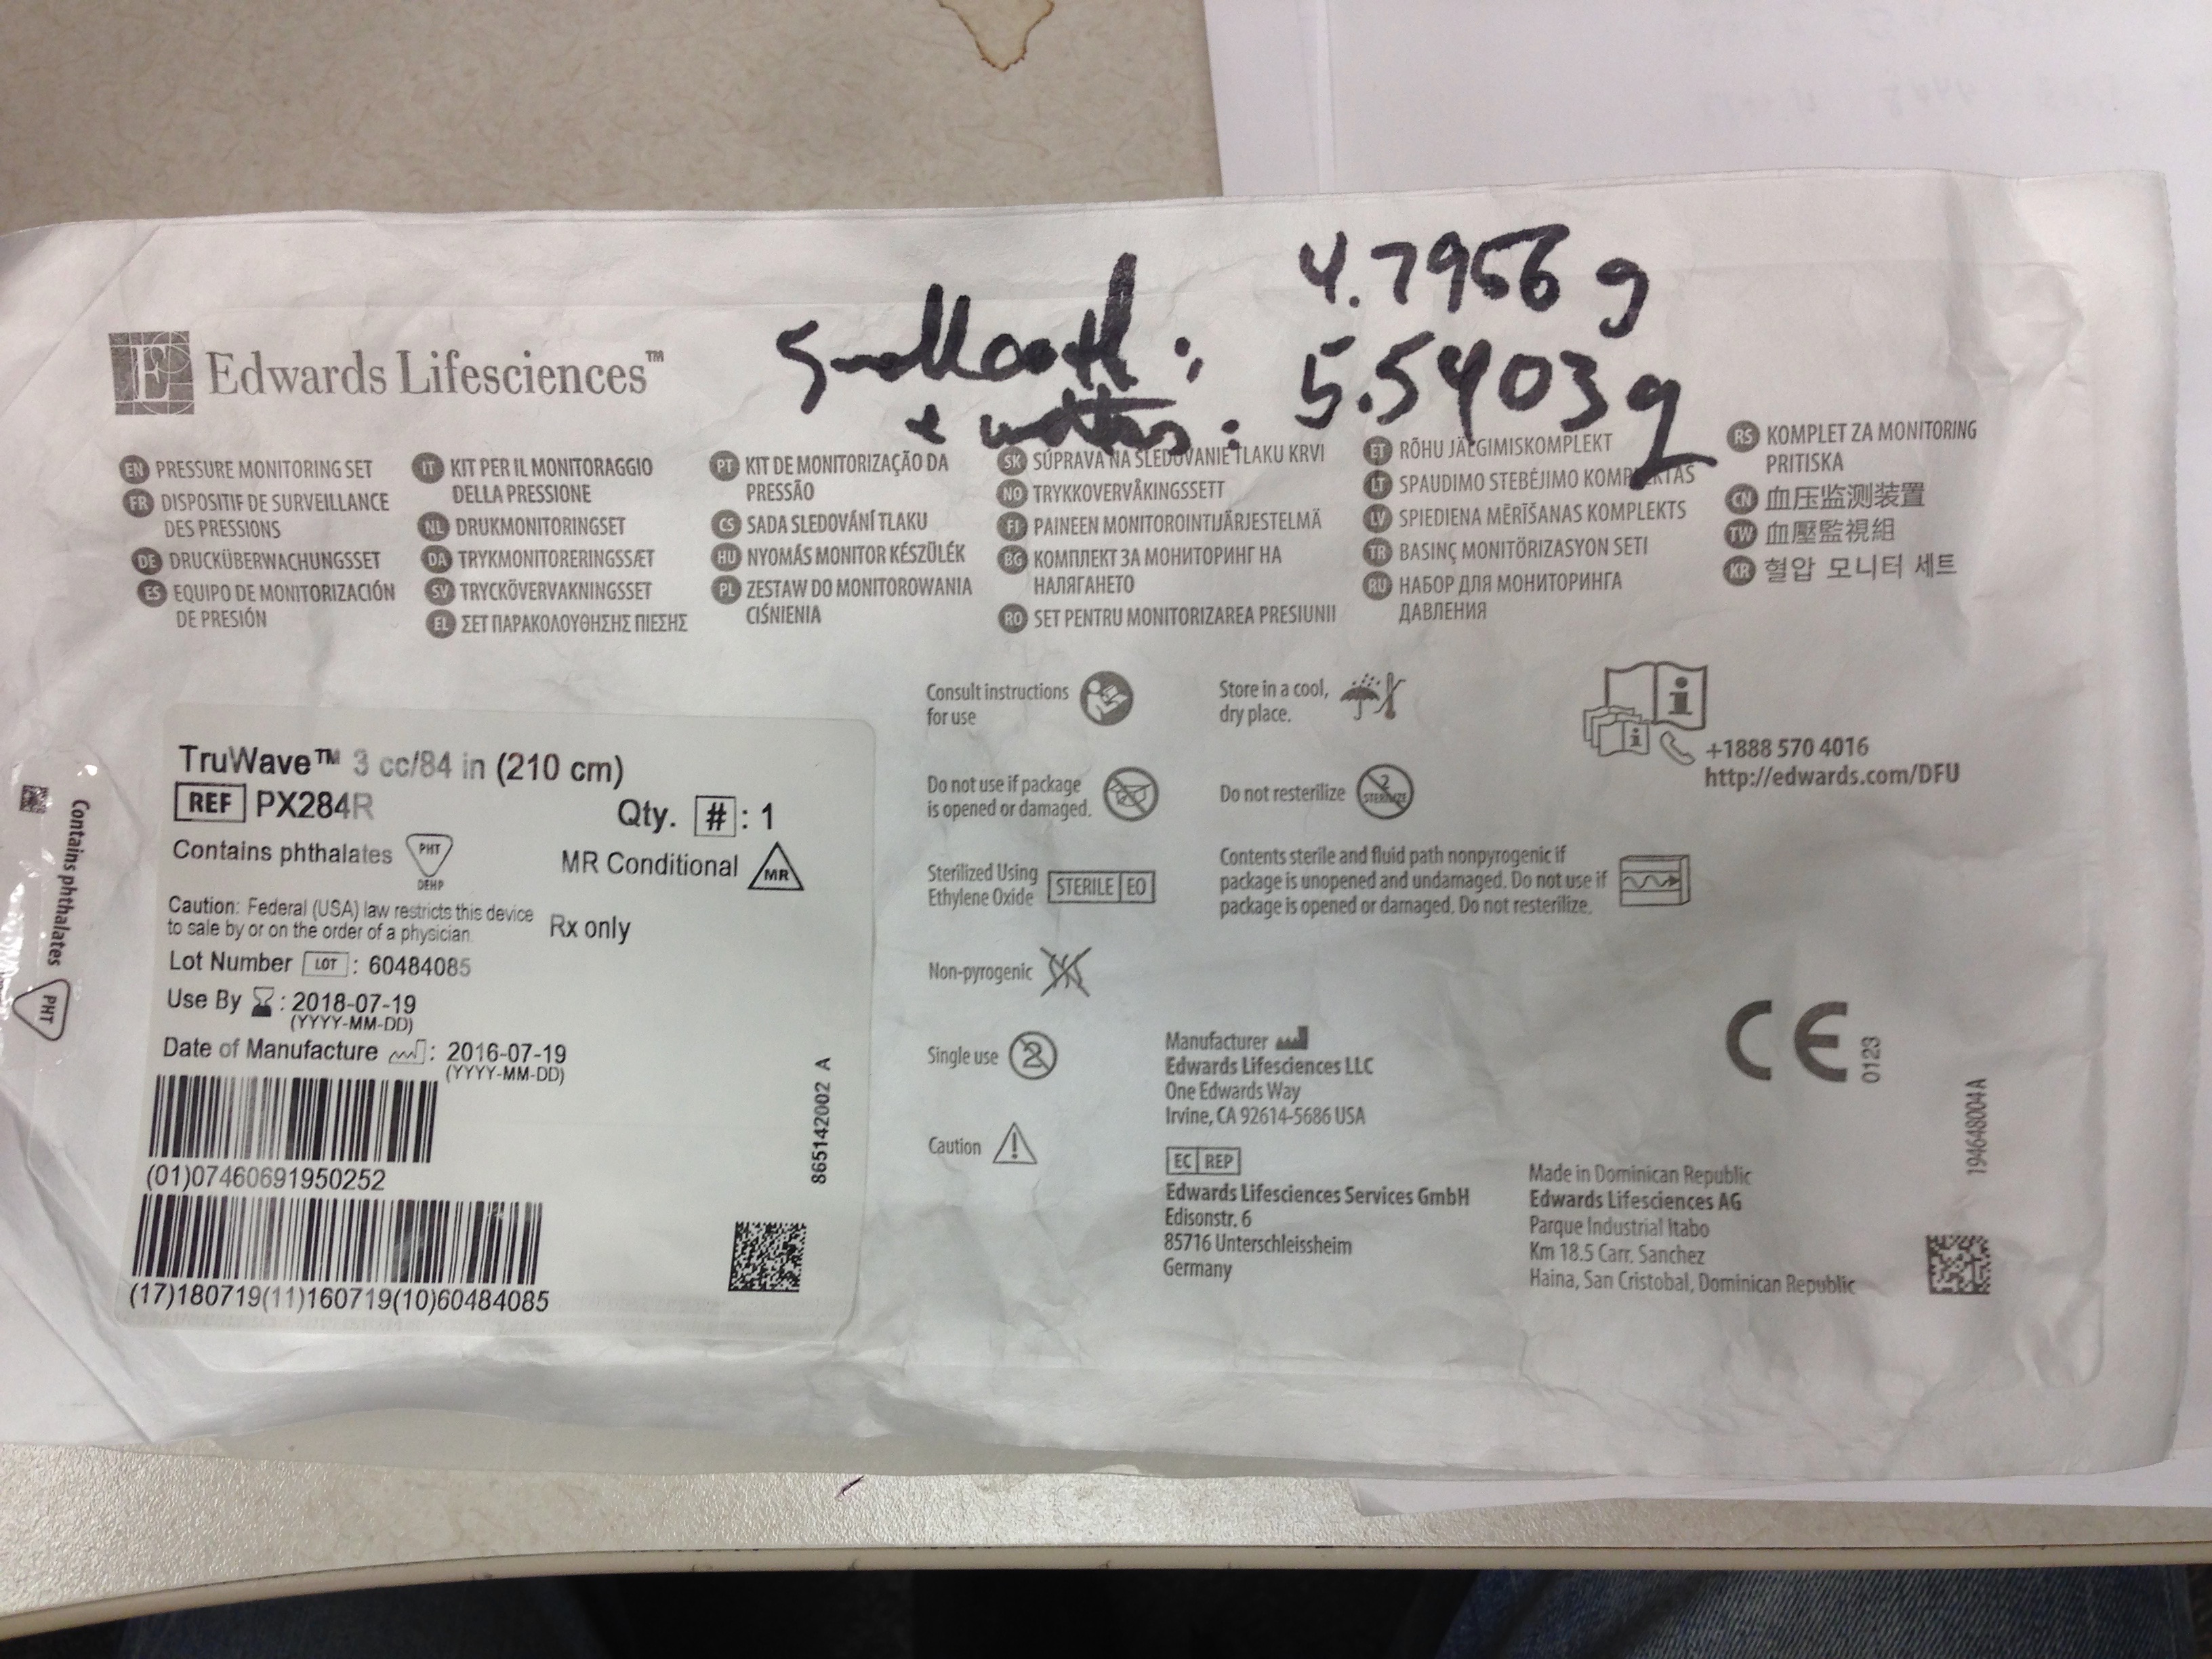 4.7956 g
5.5403 g
Edwards Lifesciences™
EN PRESSURE MONITORING SET
FR DISPOSITIF DE SURVEILLANCE
DES PRESSIONS
DE DRUCKÜBERWACHUNGSSET
ES EQUIPO DE MONITORIZACIÓN
DE PRESIÓN
IT KIT PER IL MONITORAGGIO
DELLA PRESSIONE
NL DRUKMONITORINGSET
DA TRYKMONITORERINGSSÆT
SV TRYCKÖVERVAKNINGSSET
EL ΣΕΤ ΠΑΡΑΚΟΛΟΥΘΗΣΗΣ ΠΙΕΣΗΣ
PT KIT DE MONITORIZAÇÃO DA
PRESSÃO
CS SADA SLEDOVÁNÍ TLAKU
HU NYOMÁS MONITOR KÉSZÜLÉK
PL ZESTAW DO MONITOROWANIA
CIŚNIENIA
SK SÚPRAVA NA SLEDOVANIE TLAKU KRVI
NO TRYKKOVERVÅKINGSSETT
FI PAINEEN MONITOROINTIJÄRJESTELMÄ
BG КОМПЛЕКТ ЗА МОНИТОРИНГ НА
НАЛЯГАНЕТО
RO SET PENTRU MONITORIZAREA PRESIUNII
ET RÕHU JÄLGIMISKOMPLEKT
LT SPAUDIMO STEBĖJIMO KOMPLEKTAS
LV SPIEDIENA MĒRĪŠANAS KOMPLEKTS
TR BASINÇ MONİTÖRIZASYON SETI
RU НАБОР ДЛЯ МОНИТОРИНГА
ДАВЛЕНИЯ
RS KOMPLET ZA MONITORING
PRITISKA
CN 血压监测装置
TW 血壓監視組
KR 혈압 모니터 세트
TruWave™ 3 cc/84 in (210 cm)
REF PX284R
Qty. #: 1
Contains phthalates PHT
DEHP
MR Conditional MR
Caution: Federal (USA) law restricts this device
to sale by or on the order of a physician.
Rx only
Lot Number LOT : 60484085
Use By : 2018-07-19
(YYYY-MM-DD)
Date of Manufacture : 2016-07-19
(YYYY-MM-DD)
(01)07460691950252
(17)180719(11)160719(10)60484085
865142002 A
Contains phthalates PHT
Consult instructions
for use
Store in a cool,
dry place.
+1888 570 4016
http://edwards.com/DFU
Do not use if package
is opened or damaged.
Do not resterilize 2
STERILIZE
Sterilized Using
Ethylene Oxide
STERILE EO
Contents sterile and fluid path nonpyrogenic if
package is unopened and undamaged. Do not use if
package is opened or damaged. Do not resterilize.
Non-pyrogenic
Single use 2
Caution
Manufacturer
Edwards Lifesciences LLC
One Edwards Way
Irvine, CA 92614-5686 USA
EC REP
Edwards Lifesciences Services GmbH
Edisonstr. 6
85716 Unterschleissheim
Germany
CE 0123
Made in Dominican Republic
Edwards Lifesciences AG
Parque Industrial Itabo
Km 18.5 Carr. Sanchez
Haina, San Cristobal, Dominican Republic
194648004A